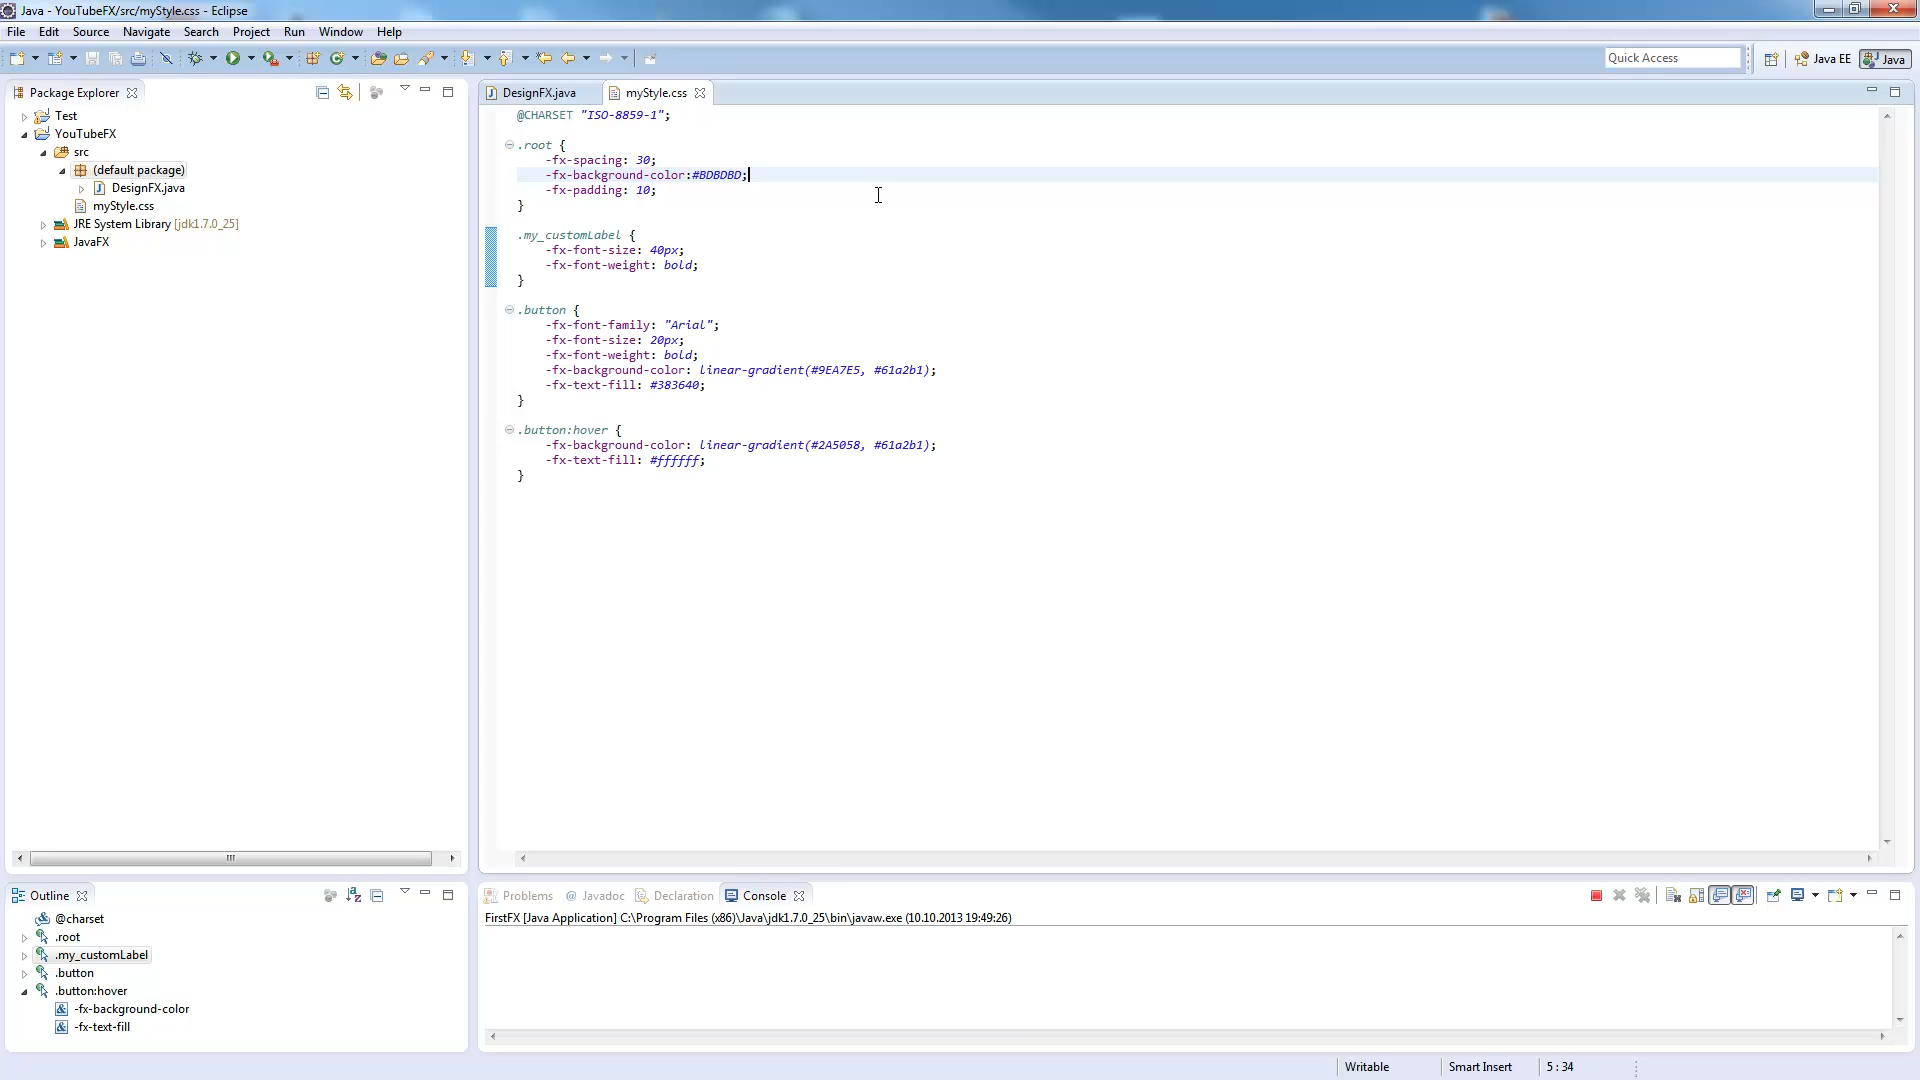 Java - YouTubeFX/src/myStyle.css - Eclipse
File Edit Source Navigate Search Project Run Window Help
Quick Access
Java EE
Java
Package Explorer
Test
YouTubeFX
src
(default package)
DesignFX.java
myStyle.css
JRE System Library [jdk1.7.0_25]
JavaFX
DesignFX.java
myStyle.css
@CHARSET "ISO-8859-1";
.root {
-fx-spacing: 30;
-fx-background-color:#BDBDBD;
-fx-padding: 10;
}
.my_customLabel {
-fx-font-size: 40px;
-fx-font-weight: bold;
}
.button {
-fx-font-family: "Arial";
-fx-font-size: 20px;
-fx-font-weight: bold;
-fx-background-color: linear-gradient(#9EA7E5, #61a2b1);
-fx-text-fill: #383640;
}
.button:hover {
-fx-background-color: linear-gradient(#2A5058, #61a2b1);
-fx-text-fill: #ffffff;
}
Outline
@charset
.root
.my_customLabel
.button
.button:hover
-fx-background-color
-fx-text-fill
Problems @ Javadoc Declaration Console
FirstFX [Java Application] C:\Program Files (x86)\Java\jdk1.7.0_25\bin\javaw.exe (10.10.2013 19:49:26)
Writable Smart Insert 5 : 34